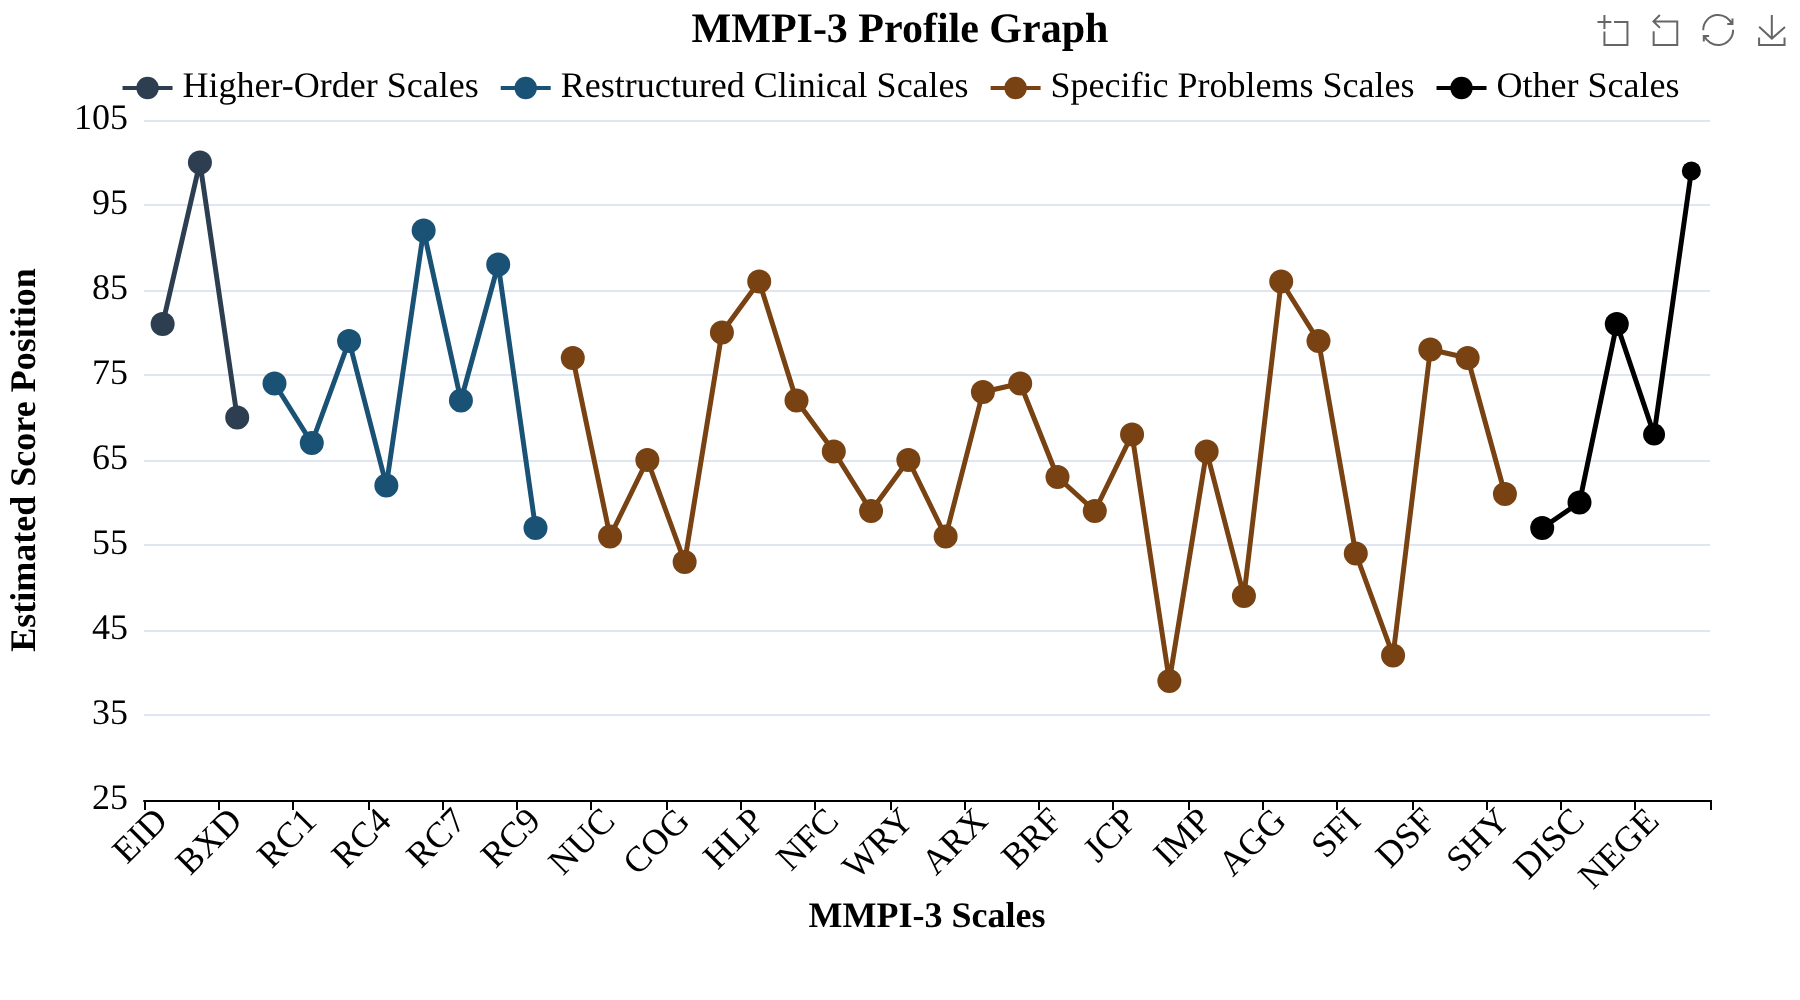 MMPI-3 Profile Graph
Higher-Order Scales Restructured Clinical Scales Specific Problems Scales Other Scales
105
95
85
75
65
55
45
35
25
Estimated Score Position
EID BXD RC1 RC4 RC7 RC9 NUC COG HLP NFC WRY ARX BRF JCP IMP AGG SFI DSF SHY DISC NEGE
MMPI-3 Scales